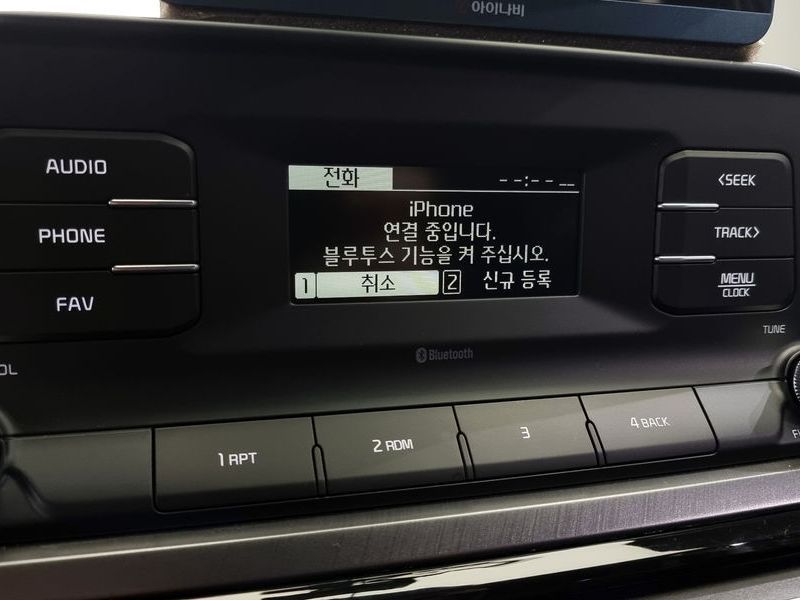 아이나비
AUDIO
PHONE
FAV
전화
--:-- --
iPhone
연결 중입니다.
블루투스 기능을 켜 주십시오.
1 취소 2 신규 등록
<SEEK
TRACK>
MENU
CLOCK
TUNE
OL
Bluetooth
1 RPT
2 RDM
3
4 BACK